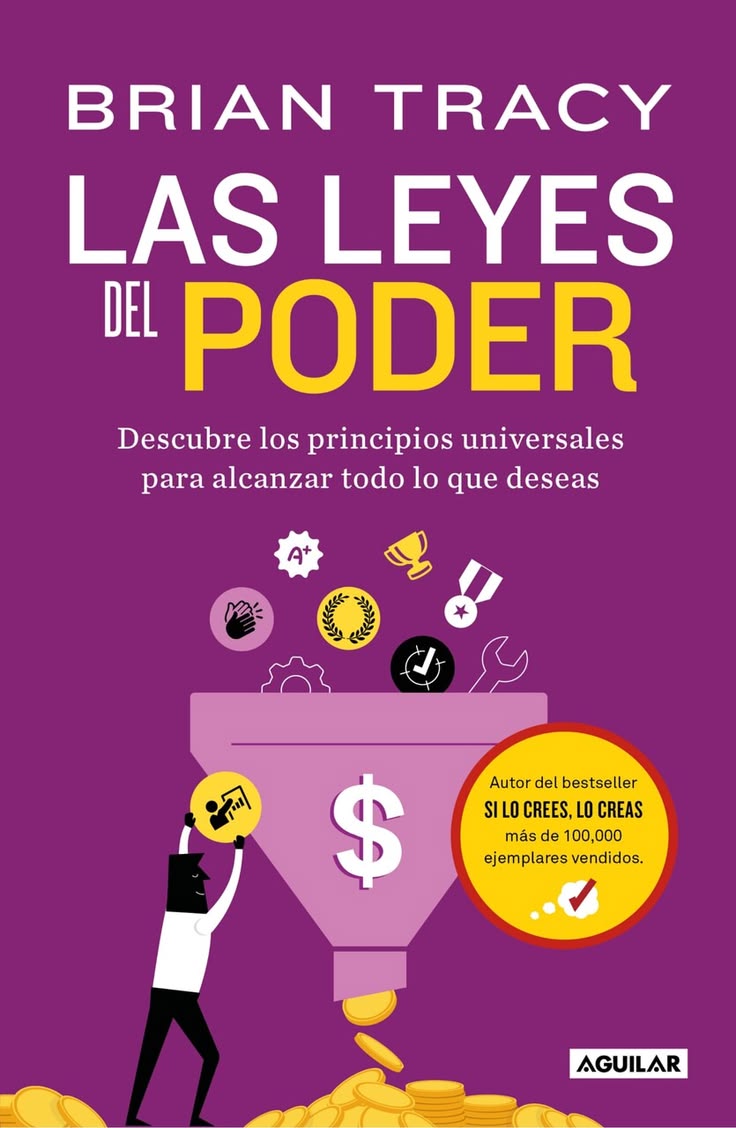 BRIAN TRACY
LAS LEYES
DEL PODER
Descubre los principios universales
para alcanzar todo lo que deseas
A+
$
Autor del bestseller
SI LO CREES, LO CREAS
más de 100,000
ejemplares vendidos.
AGUILAR